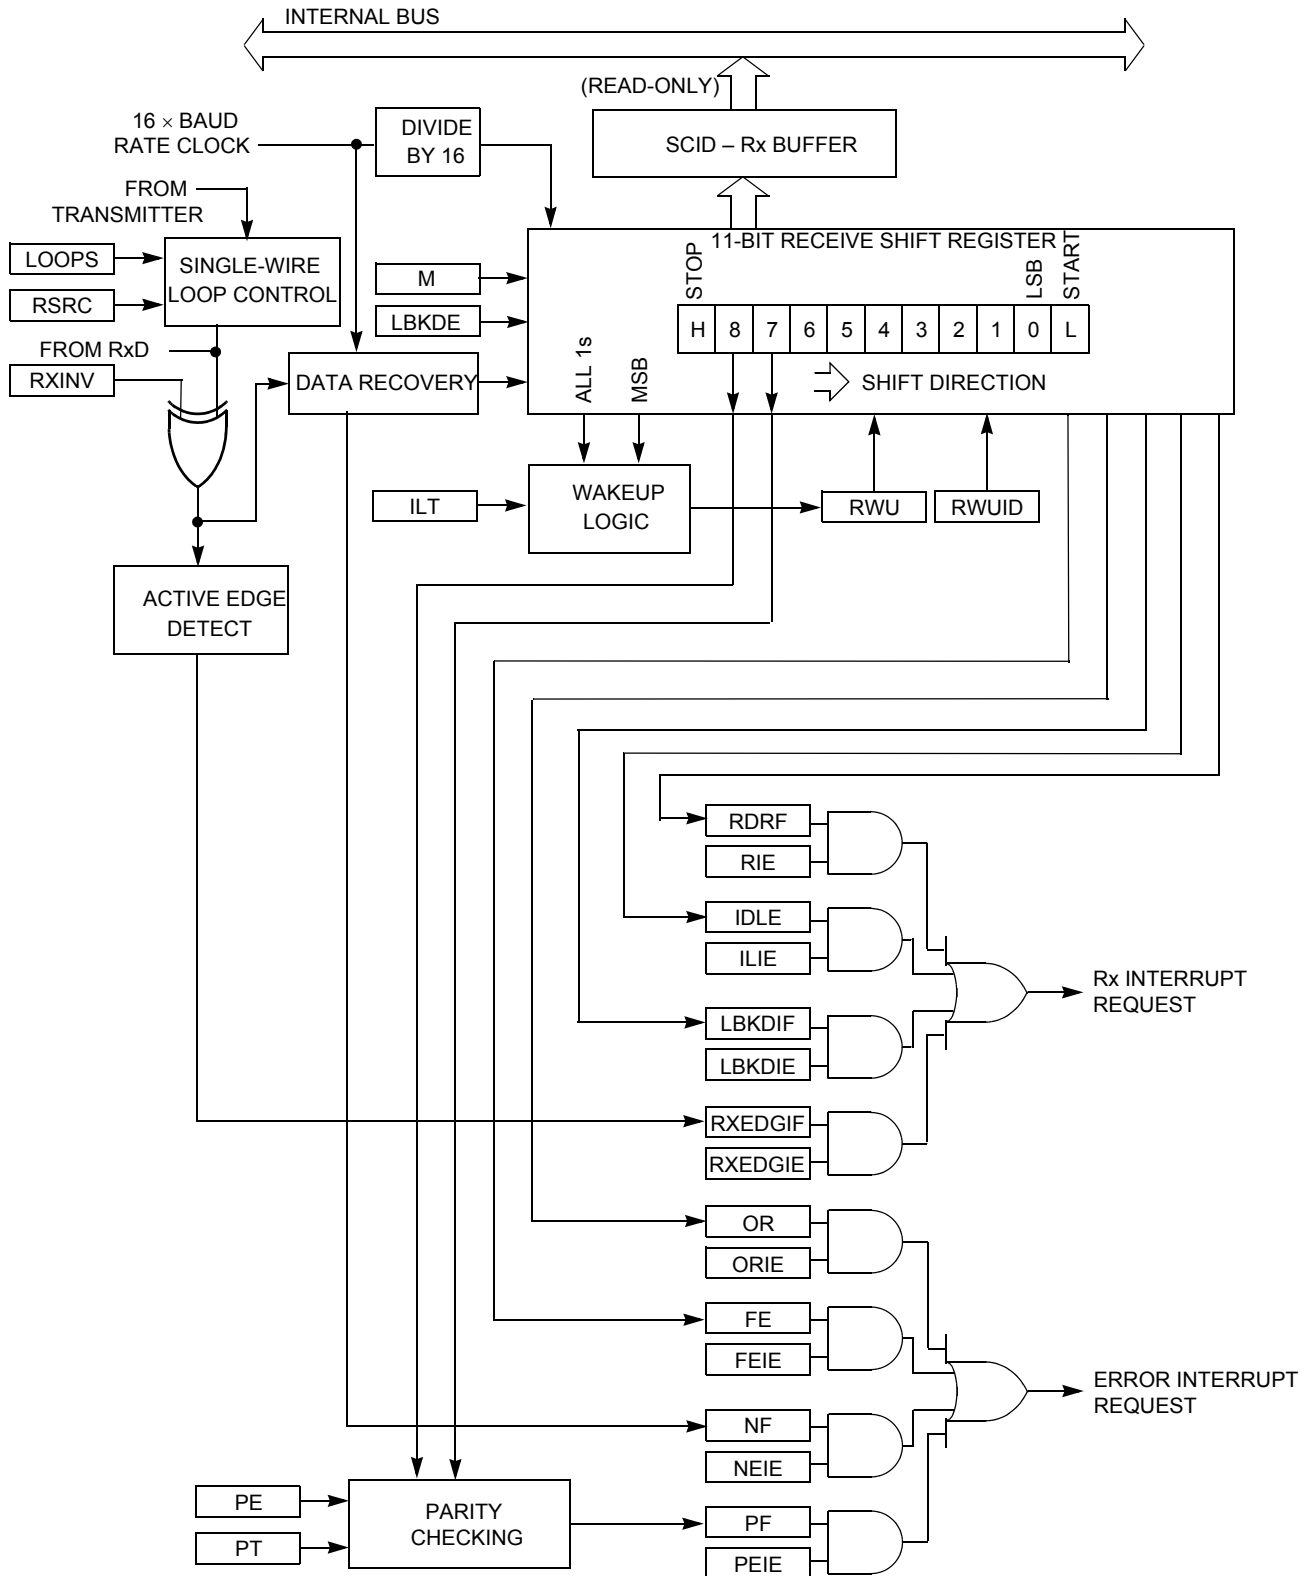 INTERNAL BUS
(READ-ONLY)
16 × BAUD
RATE CLOCK
DIVIDE
BY 16
SCID – Rx BUFFER
FROM
TRANSMITTER
LOOPS
RSRC
SINGLE-WIRE
LOOP CONTROL
M
LBKDE
11-BIT RECEIVE SHIFT REGISTER
STOP
LSB
START
H 8 7 6 5 4 3 2 1 0 L
FROM RxD
RXINV
DATA RECOVERY
ALL 1s
MSB
SHIFT DIRECTION
ILT
WAKEUP
LOGIC
RWU
RWUID
ACTIVE EDGE
DETECT
RDRF
RIE
IDLE
ILIE
Rx INTERRUPT
REQUEST
LBKDIF
LBKDIE
RXEDGIF
RXEDGIE
OR
ORIE
FE
FEIE
ERROR INTERRUPT
REQUEST
NF
NEIE
PE
PT
PARITY
CHECKING
PF
PEIE